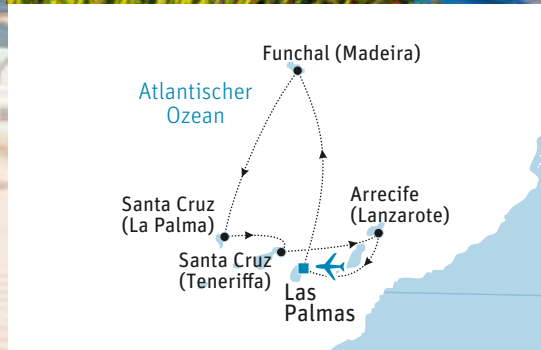 Funchal (Madeira)
Atlantischer
Ozean
Santa Cruz
(La Palma)
Arrecife
(Lanzarote)
Santa Cruz
(Teneriffa)
Las
Palmas